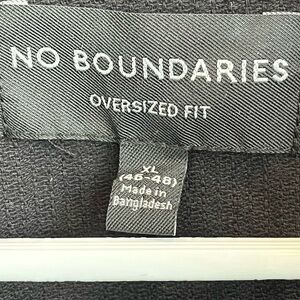 NO BOUNDARIES
OVERSIZED FIT
XL
(46-48)
Made in
Bangladesh